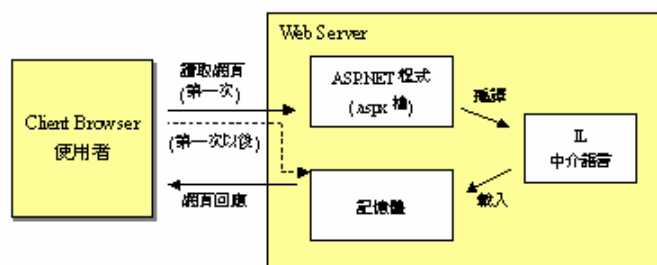 Web Server
Client Browser
使用者
讀取網頁
(第一次)
(第一次以後)
網頁回應
ASP.NET 程式
(aspx 檔)
編譯
IL
中介語言
載入
記憶體